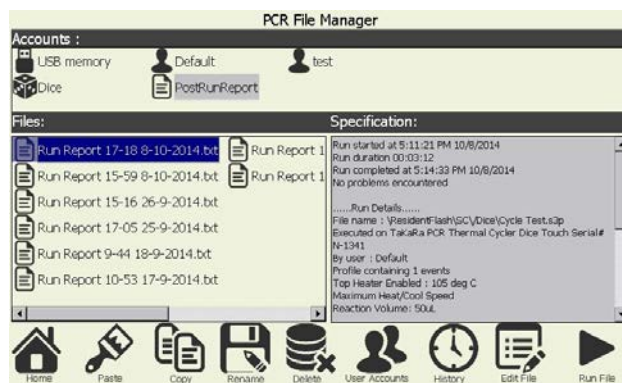 PCR File Manager
Accounts :
USB memory
Default
test
Dice
PostRunReport
Files:
Run Report 17-18 8-10-2014.txt
Run Report 1
Run Report 15-59 8-10-2014.txt
Run Report 1
Run Report 15-16 26-9-2014.txt
Run Report 17-05 25-9-2014.txt
Run Report 9-44 18-9-2014.txt
Run Report 10-53 17-9-2014.txt
Specification:
Run started at 5:11:21 PM 10/8/2014
Run duration 00:03:12
Run completed at 5:14:33 PM 10/8/2014
No problems encountered
......Run Details......
File name : \ResidentFlash\SC\Dice\Cycle Test.s3p
Executed on TaKaRa PCR Thermal Cycler Dice Touch Serial#
N-1341
By user : Default
Profile containing 1 events
Top Heater Enabled : 105 deg C
Maximum Heat/Cool Speed
Reaction Volume: 50uL
Home
Paste
Copy
Rename
Delete
User Accounts
History
Edit File
Run File